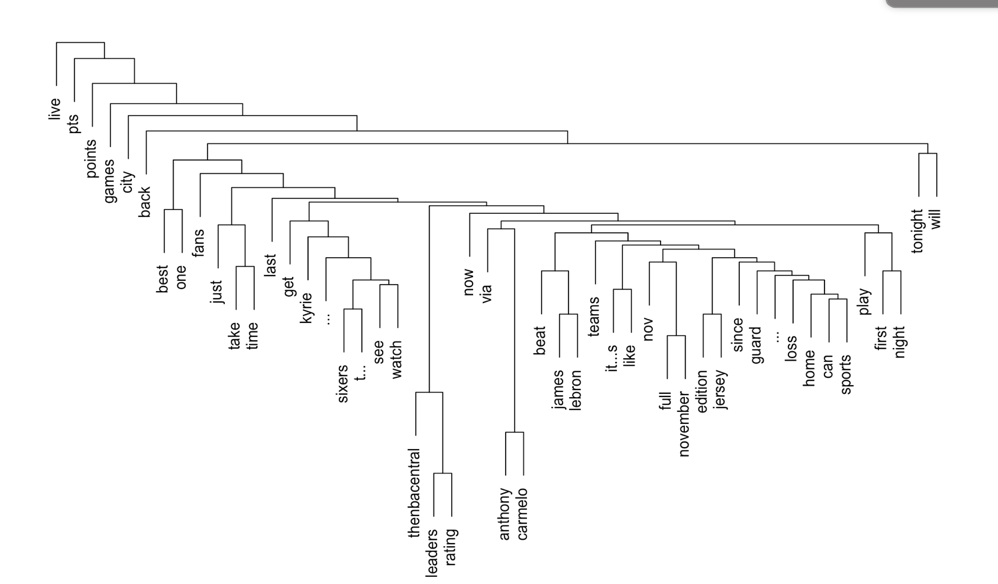 live
pts
points
games
city
back
best
one
fans
just
take
time
last
get
kyrie
...
sixers
t...
see
watch
thenbacentral
leaders
rating
now
via
anthony
carmelo
beat
james
lebron
teams
it...s
like
nov
full
november
edition
jersey
since
guard
...
loss
home
can
sports
play
first
night
tonight
will